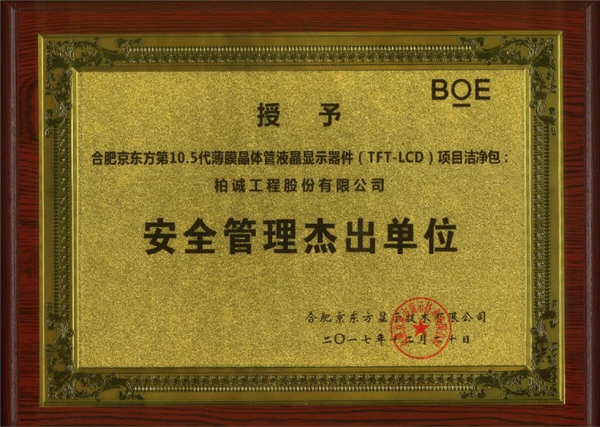 BOE
授予
合肥京东方第10.5代薄膜晶体管液晶显示器件（TFT-LCD）项目洁净包：
柏诚工程股份有限公司
安全管理杰出单位
合肥京东方显示技术有限公司
二〇一七年十二月二十日